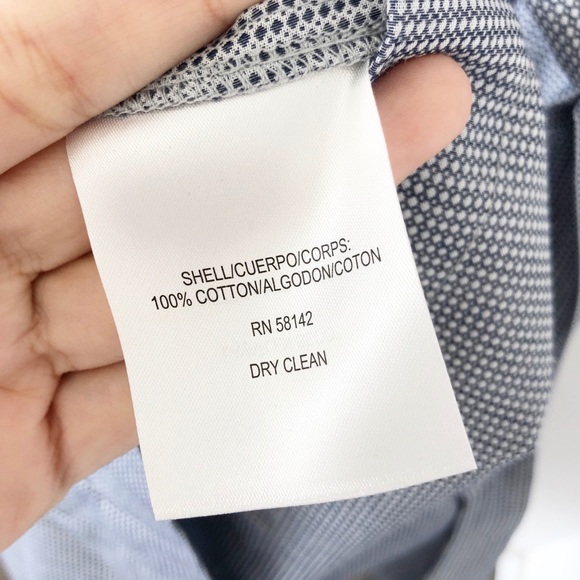 SHELL/CUERPO/CORPS:
100% COTTON/ALGODON/COTON
RN 58142
DRY CLEAN